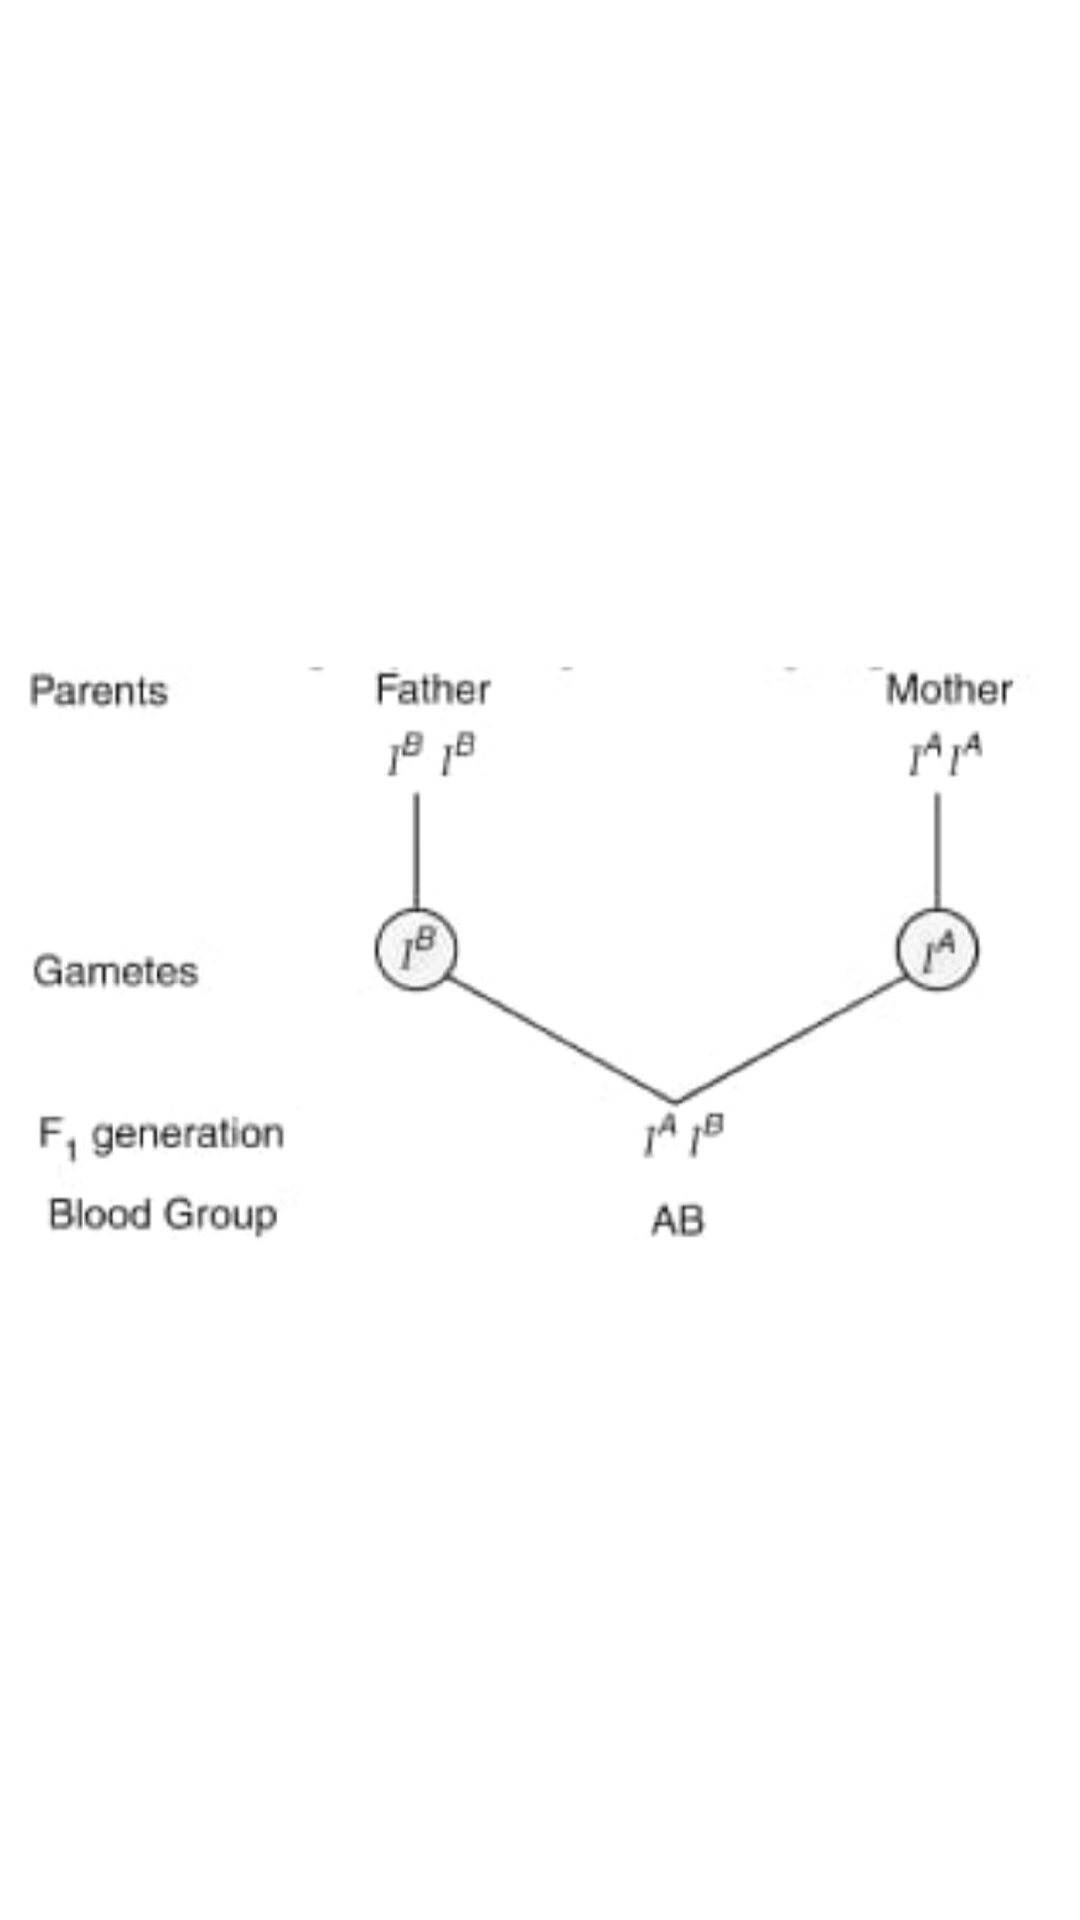 Parents Father Mother
I^B I^B I^A I^A
Gametes I^B I^A
F₁ generation I^A I^B
Blood Group AB